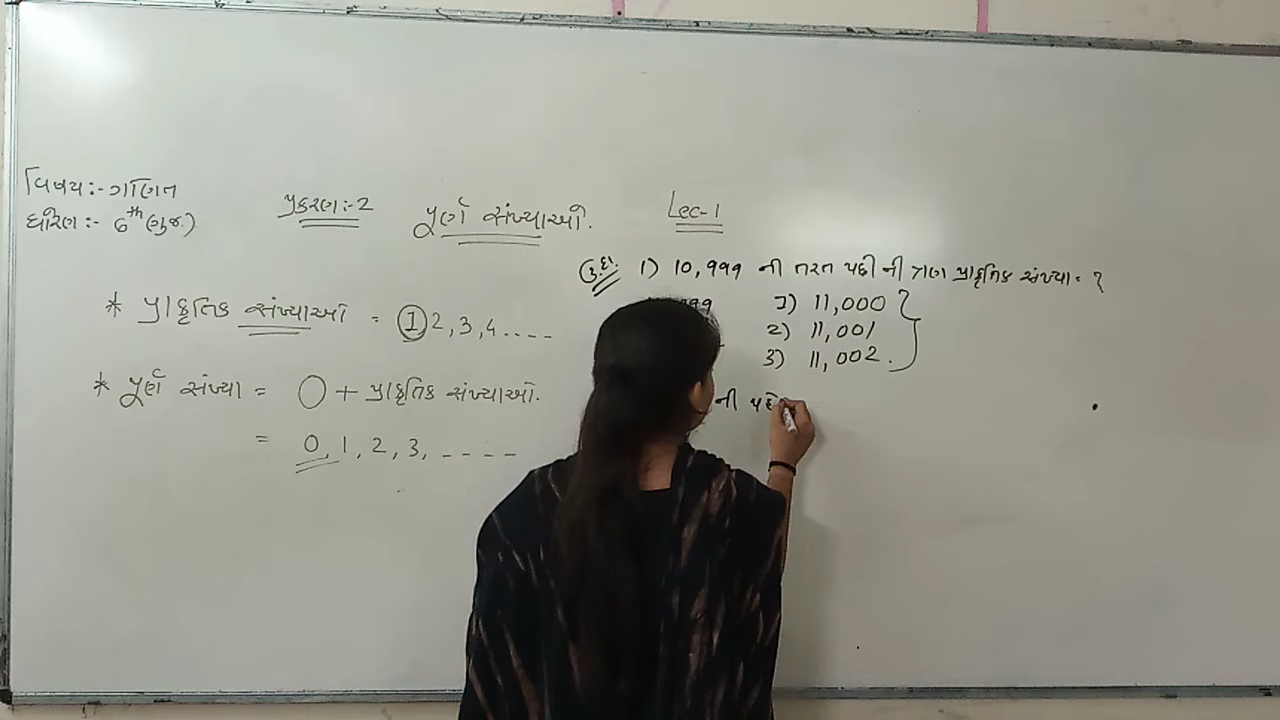 વિષય:- ગણિત
ધોરણ:- 6th (ગુજ.)
પ્રકરણ:-2
પૂર્ણ સંખ્યાઓ.
Lec-1
* પ્રાકૃતિક સંખ્યાઓ = 1 2, 3, 4 . . . . - - -
* પૂર્ણ સંખ્યા = 0 + પ્રાકૃતિક સંખ્યાઓ.
= 0, 1, 2, 3, - - - - -
ઉ.દા. 1) 10,999 ની તરત પછી ની ત્રણ પ્રાકૃતિક સંખ્યા = ?
1) 11,000
2) 11,001
3) 11,002.
ની